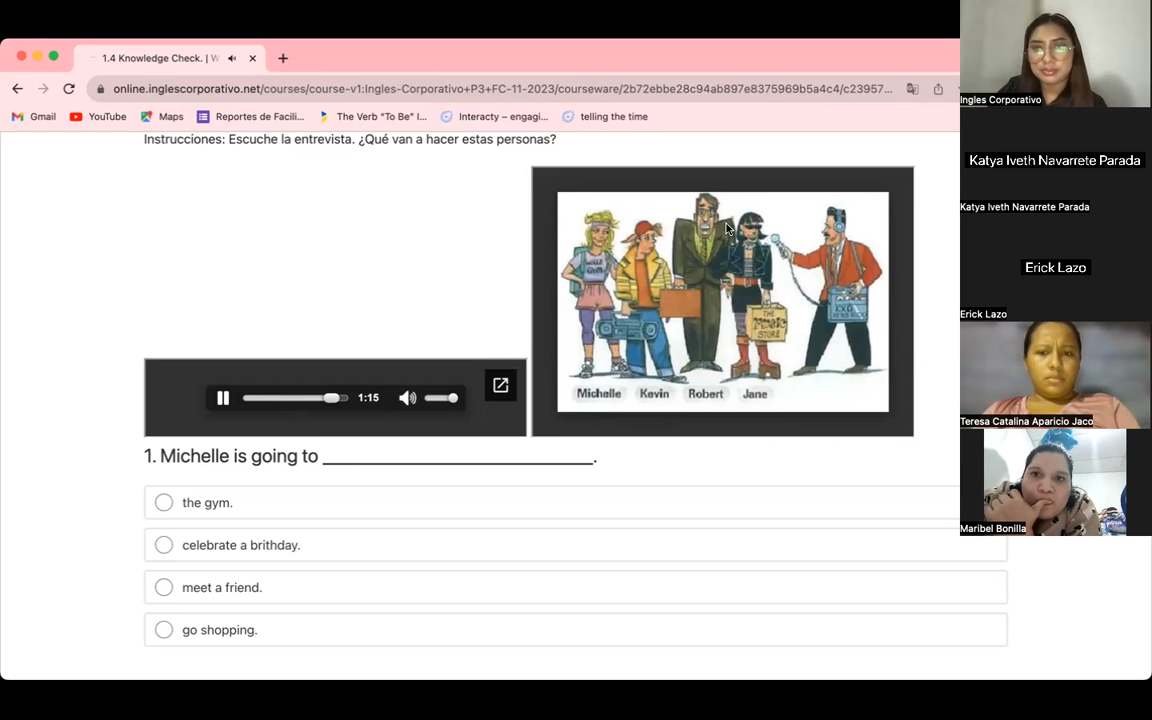 1.4 Knowledge Check. | W
online.inglescorporativo.net/courses/course-v1:Ingles-Corporativo+P3+FC-11-2023/courseware/2b72ebbe28c94ab897e8375969b5a4c4/c23957...
Gmail YouTube Maps Reportes de Facili... The Verb "To Be" I... Interacty – engagi... telling the time
Instrucciones: Escuche la entrevista. ¿Qué van a hacer estas personas?
THE
MUSIC
STORE
Michelle Kevin Robert Jane
1:15
1. Michelle is going to ____________________________.
the gym.
celebrate a brithday.
meet a friend.
go shopping.
Ingles Corporativo
Katya Iveth Navarrete Parada
Katya Iveth Navarrete Parada
Erick Lazo
Erick Lazo
Teresa Catalina Aparicio Jaco
Maribel Bonilla